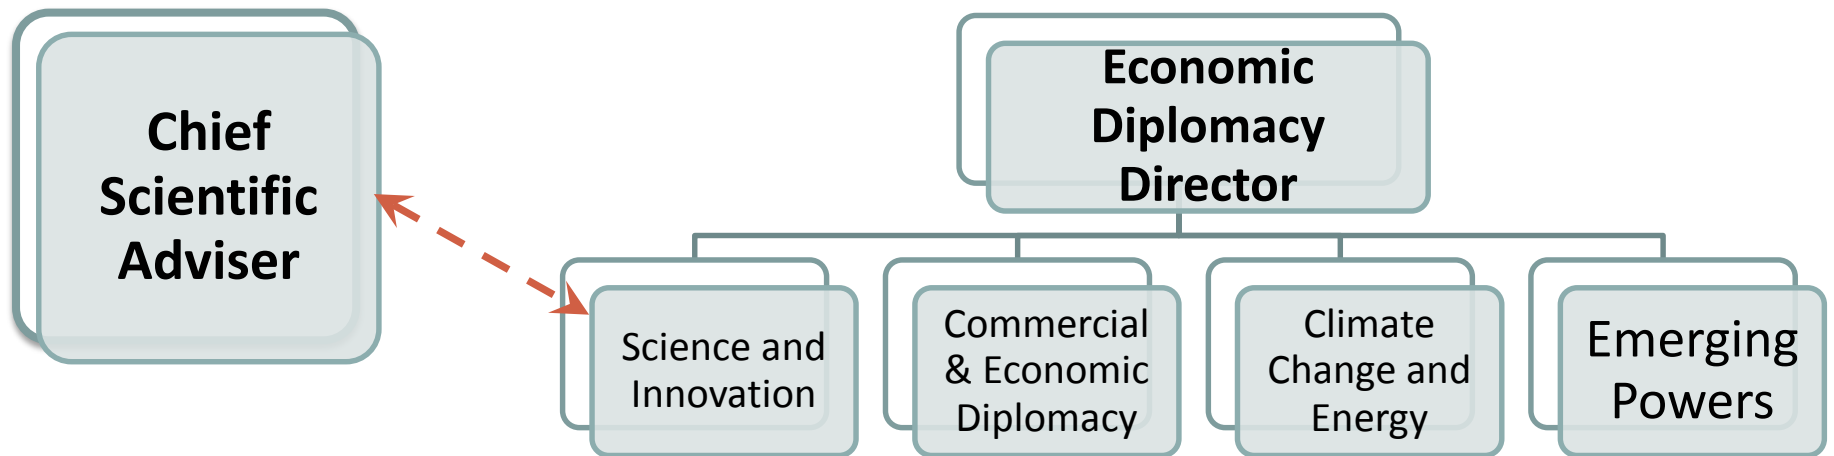 Chief
Scientific
Adviser
Economic
Diplomacy
Director
Science and
Innovation
Commercial
& Economic
Diplomacy
Climate
Change and
Energy
Emerging
Powers